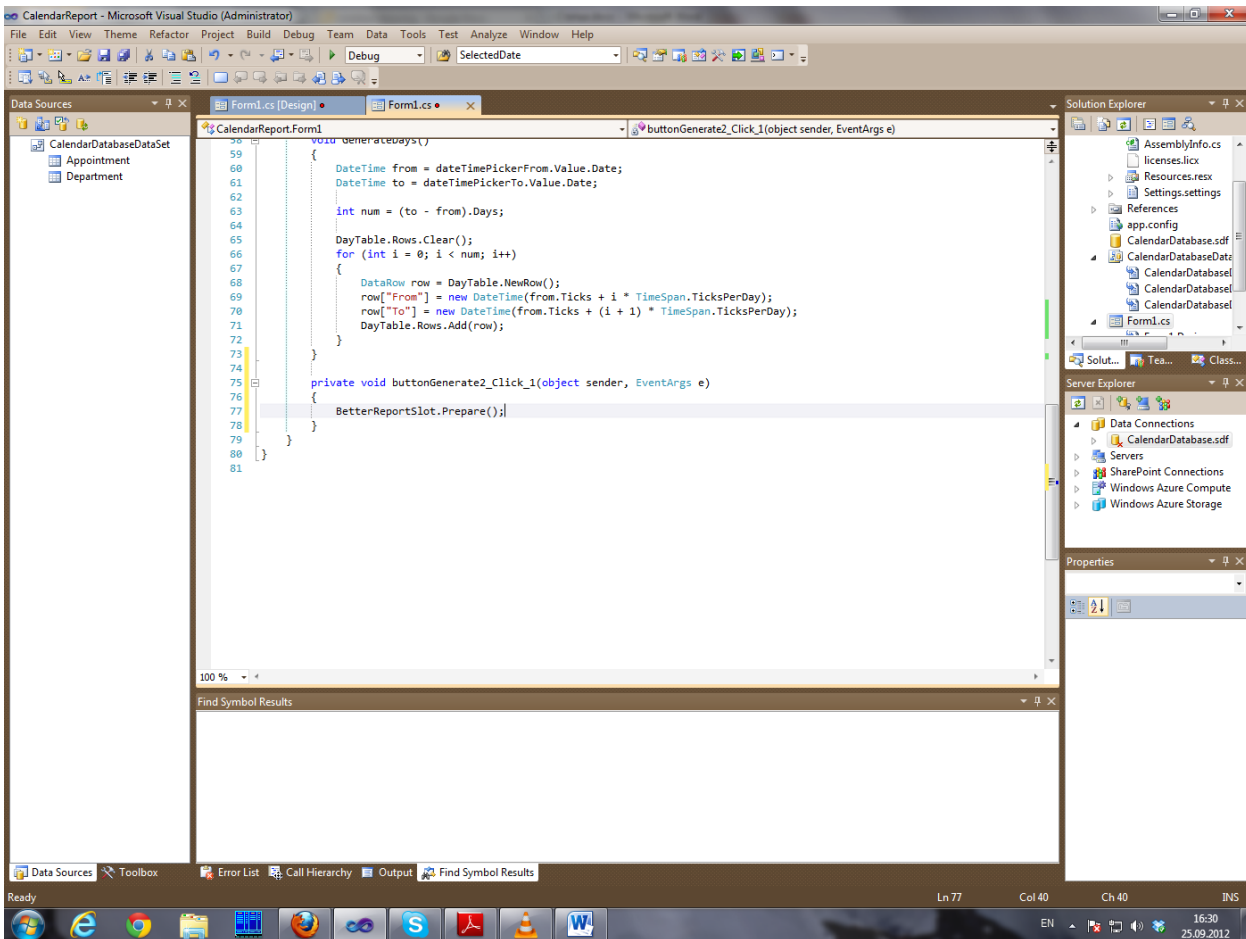 CalendarReport - Microsoft Visual Studio (Administrator)
File Edit View Theme Refactor Project Build Debug Team Data Tools Test Analyze Window Help
Debug SelectedDate
Data Sources
CalendarDatabaseDataSet
Appointment
Department
Form1.cs [Design] Form1.cs
CalendarReport.Form1 buttonGenerate2_Click_1(object sender, EventArgs e)
58 void GenerateDays()
59 {
60 DateTime from = dateTimePickerFrom.Value.Date;
61 DateTime to = dateTimePickerTo.Value.Date;
62
63 int num = (to - from).Days;
64
65 DayTable.Rows.Clear();
66 for (int i = 0; i < num; i++)
67 {
68 DataRow row = DayTable.NewRow();
69 row["From"] = new DateTime(from.Ticks + i * TimeSpan.TicksPerDay);
70 row["To"] = new DateTime(from.Ticks + (i + 1) * TimeSpan.TicksPerDay);
71 DayTable.Rows.Add(row);
72 }
73 }
74
75 private void buttonGenerate2_Click_1(object sender, EventArgs e)
76 {
77 BetterReportSlot.Prepare();
78 }
79 }
80 }
81
100 %
Find Symbol Results
Solution Explorer
AssemblyInfo.cs
licenses.licx
Resources.resx
Settings.settings
References
app.config
CalendarDatabase.sdf
CalendarDatabaseData
CalendarDatabase
CalendarDatabase
CalendarDatabase
Form1.cs
Solut... Tea... Class...
Server Explorer
Data Connections
CalendarDatabase.sdf
Servers
SharePoint Connections
Windows Azure Compute
Windows Azure Storage
Properties
Data Sources Toolbox
Error List Call Hierarchy Output Find Symbol Results
Ready Ln 77 Col 40 Ch 40 INS
EN 16:30
25.09.2012